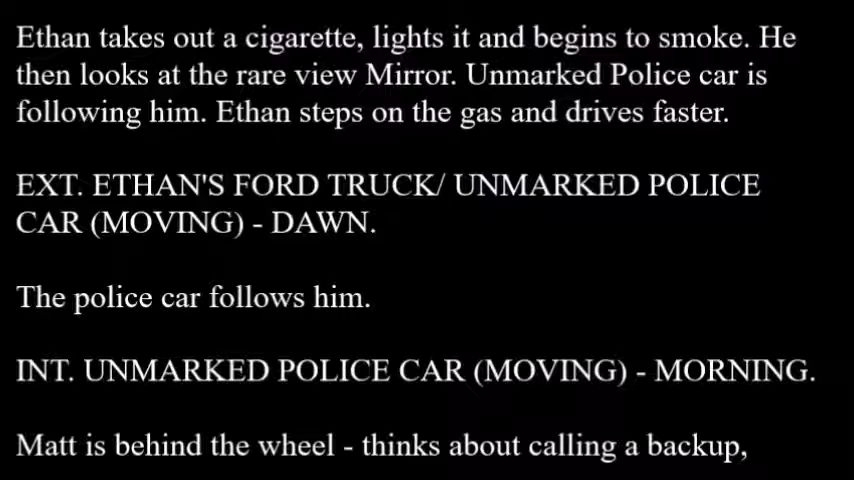 Ethan takes out a cigarette, lights it and begins to smoke. He
then looks at the rare view Mirror. Unmarked Police car is
following him. Ethan steps on the gas and drives faster.
EXT. ETHAN'S FORD TRUCK/ UNMARKED POLICE
CAR (MOVING) - DAWN.
The police car follows him.
INT. UNMARKED POLICE CAR (MOVING) - MORNING.
Matt is behind the wheel - thinks about calling a backup,